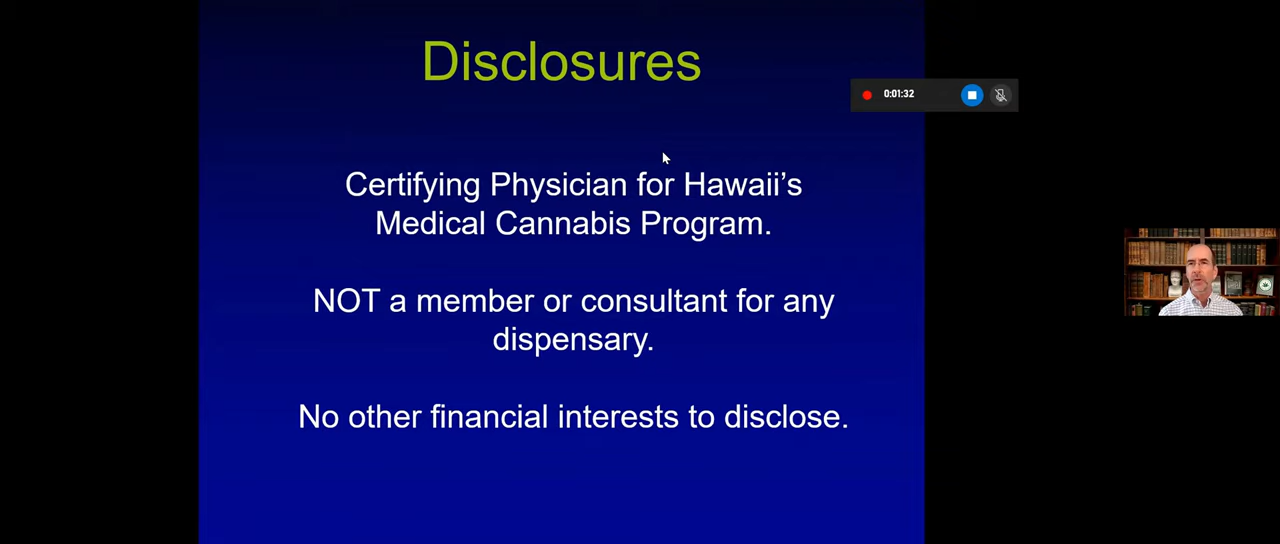 Disclosures
0:01:32
Certifying Physician for Hawaii’s
Medical Cannabis Program.
NOT a member or consultant for any
dispensary.
No other financial interests to disclose.